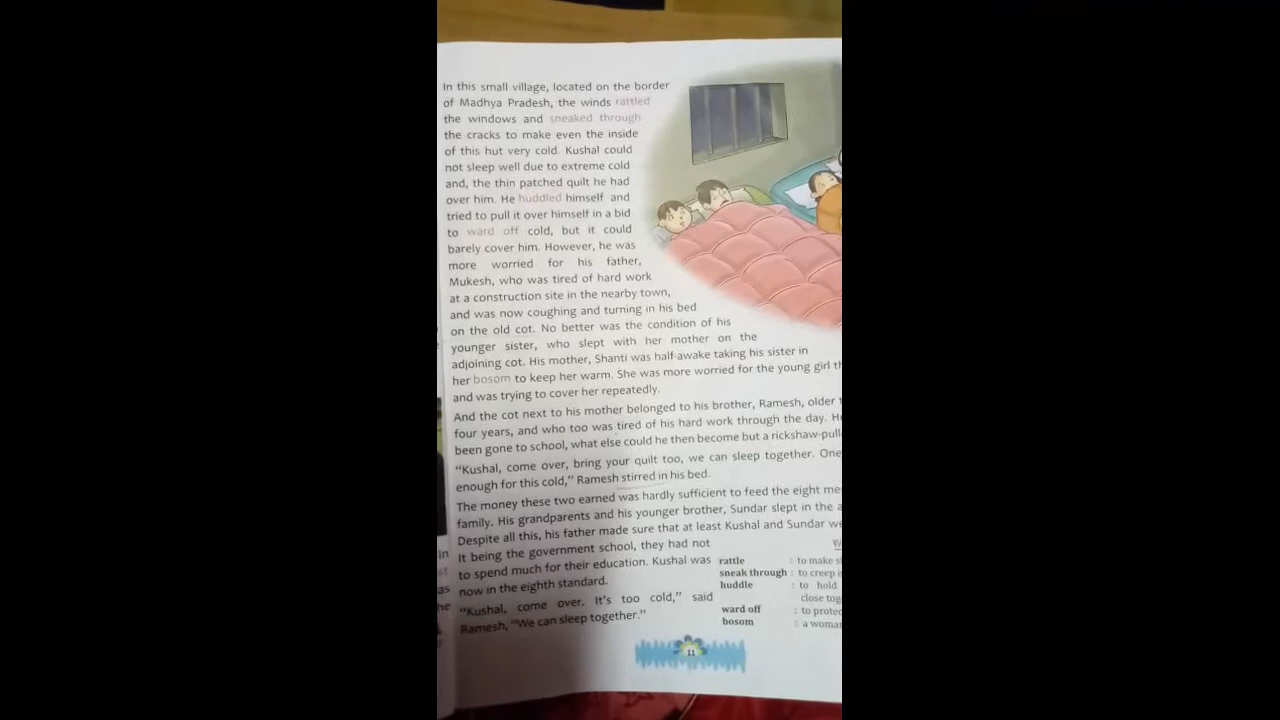 In this small village, located on the border
of Madhya Pradesh, the winds rattled
the windows and sneaked through
the cracks to make even the inside
of this hut very cold. Kushal could
not sleep well due to extreme cold
and, the thin patched quilt he had
over him. He huddled himself and
tried to pull it over himself in a bid
to ward off cold, but it could
barely cover him. However, he was
more worried for his father,
Mukesh, who was tired of hard work
at a construction site in the nearby town,
and was now coughing and turning in his bed
on the old cot. No better was the condition of his
younger sister, who slept with her mother on the
adjoining cot. His mother, Shanti was half-awake taking his sister in
her bosom to keep her warm. She was more worried for the young girl
and was trying to cover her repeatedly.
And the cot next to his mother belonged to his brother, Ramesh, older
four years, and who too was tired of his hard work through the day.
been gone to school, what else could he then become but a
"Kushal, come over, bring your quilt too, we can sleep together. One
enough for this cold," Ramesh stirred in his bed.
The money these two earned was hardly sufficient to feed the eight
family. His grandparents and his younger brother, Sundar slept in the
Despite all this, his father made sure that at least Kushal and Sundar
It being the government school, they had not
to spend much for their education. Kushal was
now in the eighth standard.
"Kushal, come over. It's too cold," said
Ramesh, "We can sleep together."
rattle : to make
sneak through : to creep
huddle : to hold
close
ward off : to
bosom : a
11